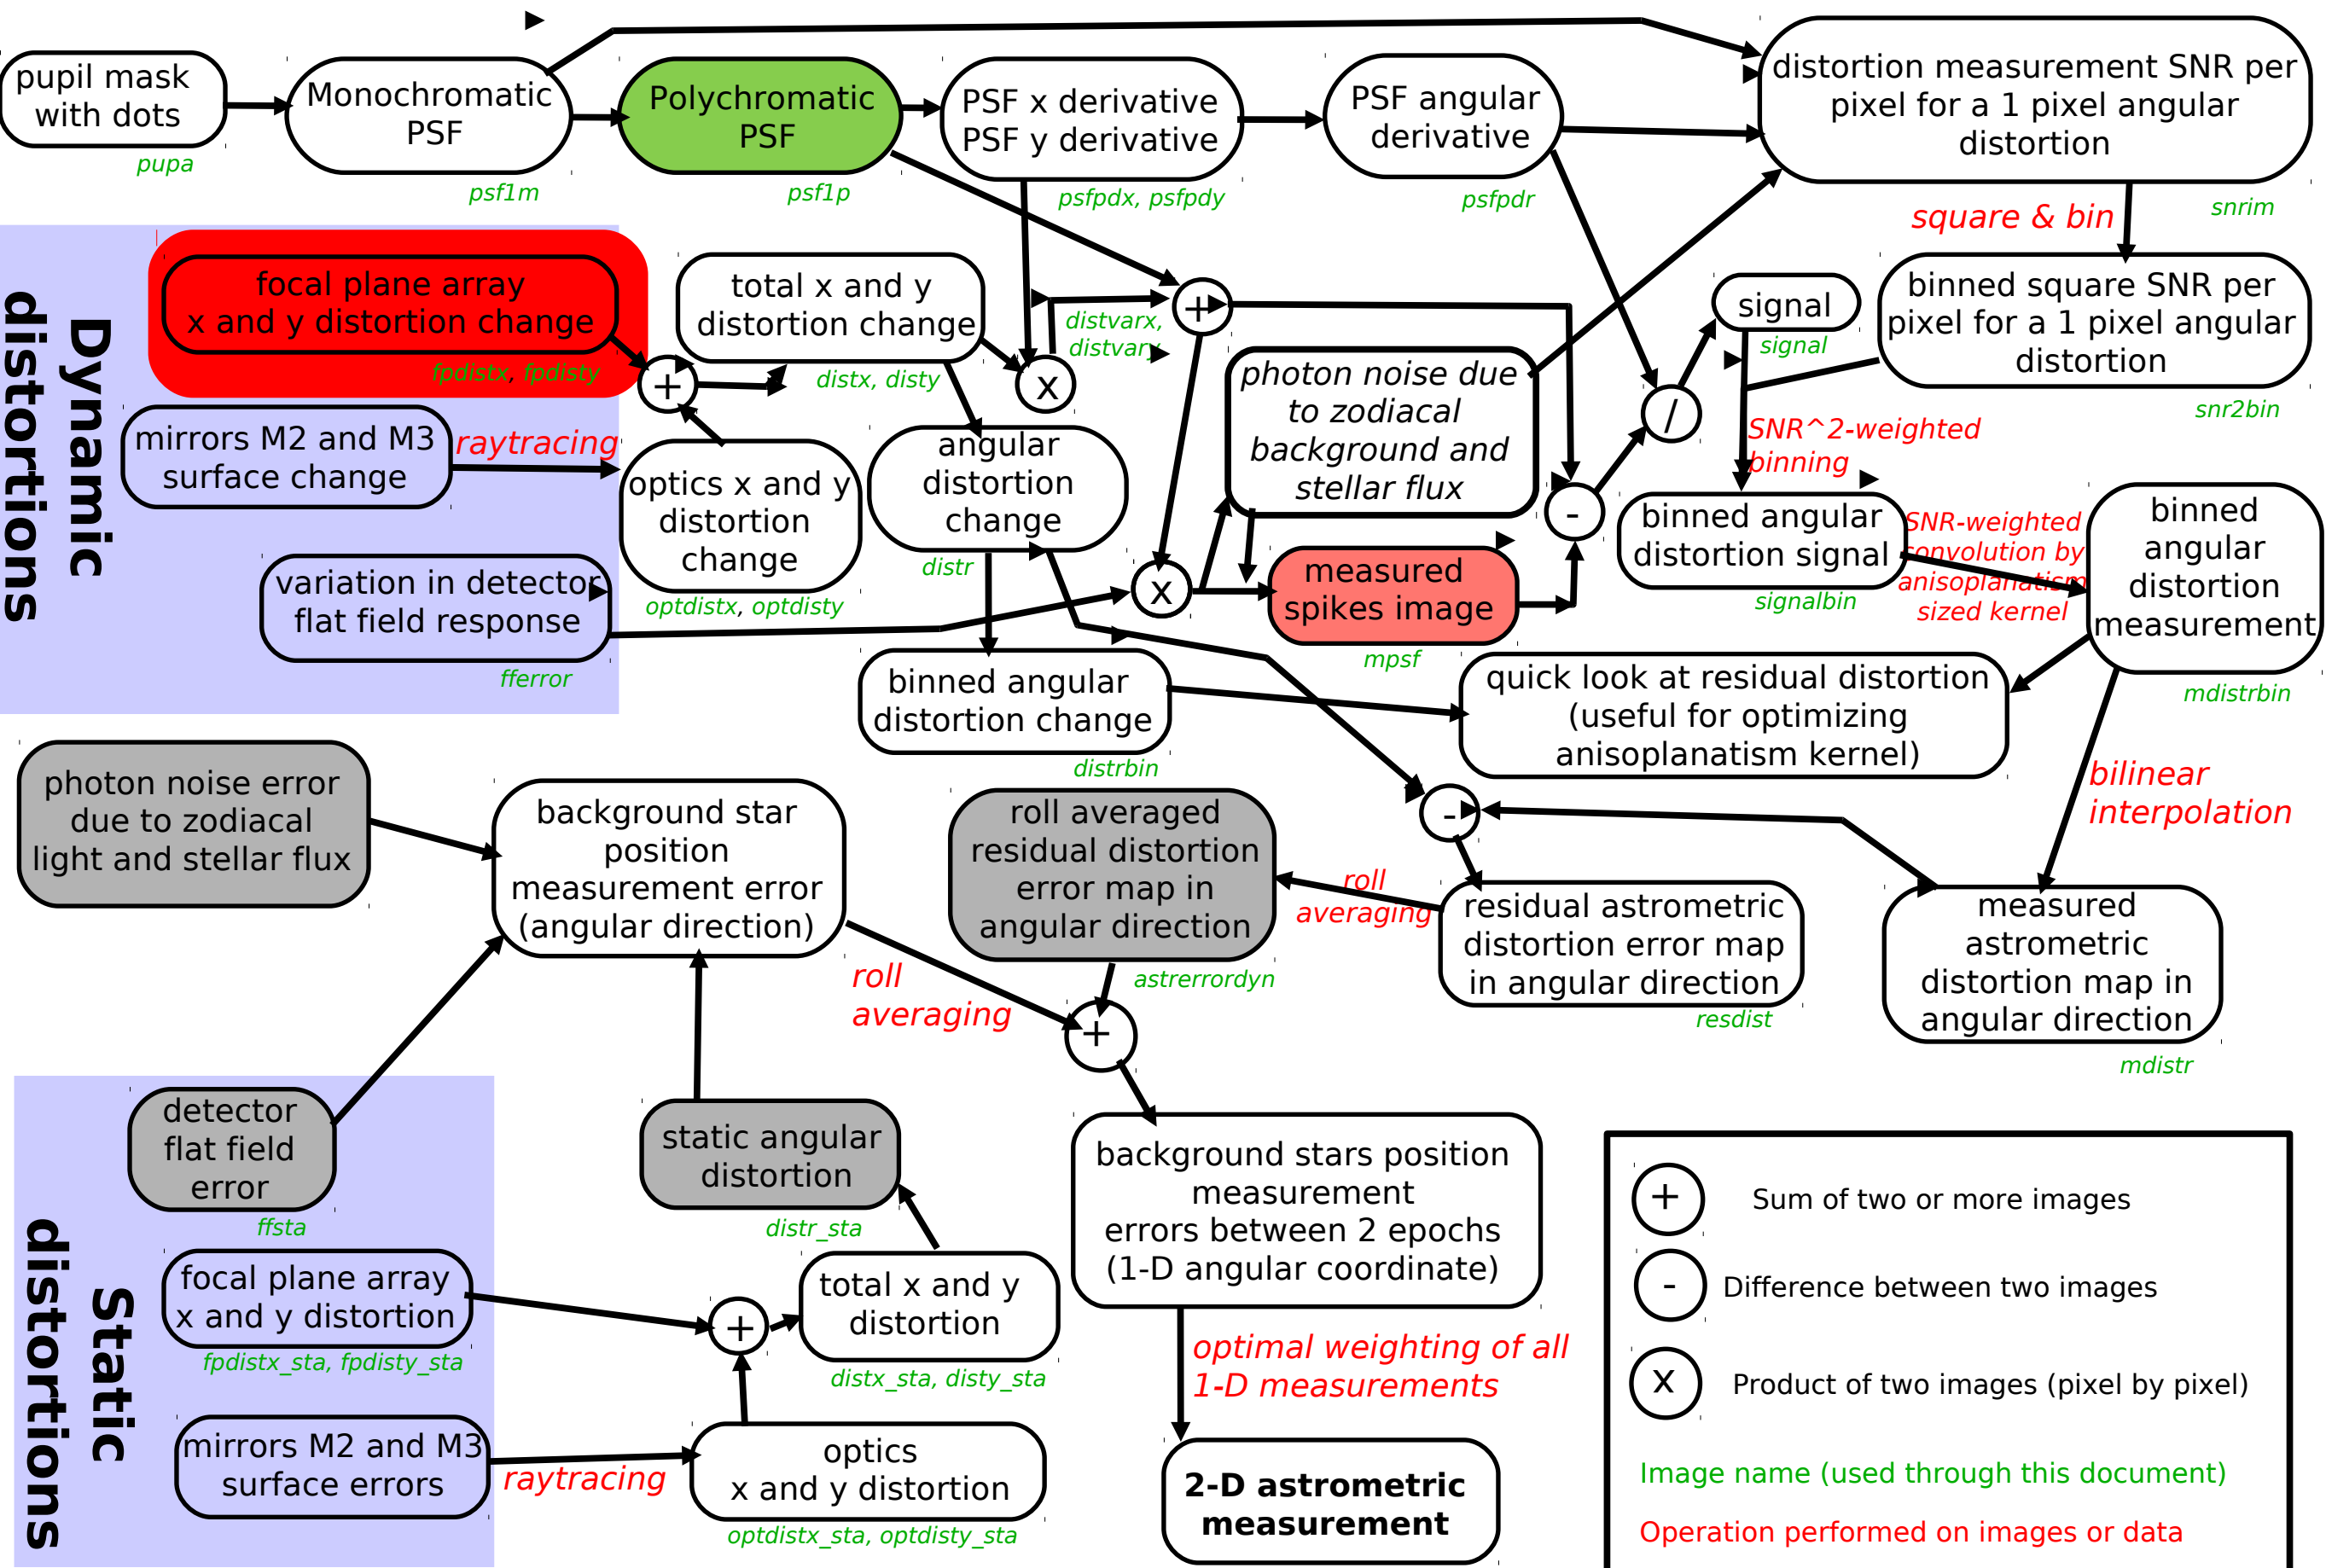 pupil mask
with dots
pupa
Monochromatic
PSF
psf1m
Polychromatic
PSF
psf1p
PSF x derivative
PSF y derivative
psfpdx, psfpdy
PSF angular
derivative
psfpdr
distortion measurement SNR per
pixel for a 1 pixel angular
distortion
snrim
square & bin
Dynamic
distortions
focal plane array
x and y distortion change
fpdistx, fpdisty
mirrors M2 and M3
surface change
raytracing
variation in detector
flat field response
fferror
+
total x and y
distortion change
distx, disty
optics x and y
distortion
change
optdistx, optdisty
x
distvarx,
distvary
+
angular
distortion
change
distr
photon noise due
to zodiacal
background and
stellar flux
x
measured
spikes image
mpsf
-
/
signal
signal
binned square SNR per
pixel for a 1 pixel angular
distortion
snr2bin
SNR^2-weighted
binning
binned angular
distortion signal
signalbin
SNR-weighted
convolution by
anisoplanatism
sized kernel
binned
angular
distortion
measurement
mdistrbin
binned angular
distortion change
distrbin
quick look at residual distortion
(useful for optimizing
anisoplanatism kernel)
bilinear
interpolation
photon noise error
due to zodiacal
light and stellar flux
background star
position
measurement error
(angular direction)
roll averaged
residual distortion
error map in
angular direction
astrerrordyn
-
roll
averaging
residual astrometric
distortion error map
in angular direction
resdist
measured
astrometric
distortion map in
angular direction
mdistr
roll
averaging
+
Static
distortions
detector
flat field
error
ffsta
focal plane array
x and y distortion
fpdistx_sta, fpdisty_sta
mirrors M2 and M3
surface errors
raytracing
static angular
distortion
distr_sta
+
total x and y
distortion
distx_sta, disty_sta
optics
x and y distortion
optdistx_sta, optdisty_sta
background stars position
measurement
errors between 2 epochs
(1-D angular coordinate)
optimal weighting of all
1-D measurements
2-D astrometric
measurement
+ Sum of two or more images
- Difference between two images
x Product of two images (pixel by pixel)
Image name (used through this document)
Operation performed on images or data